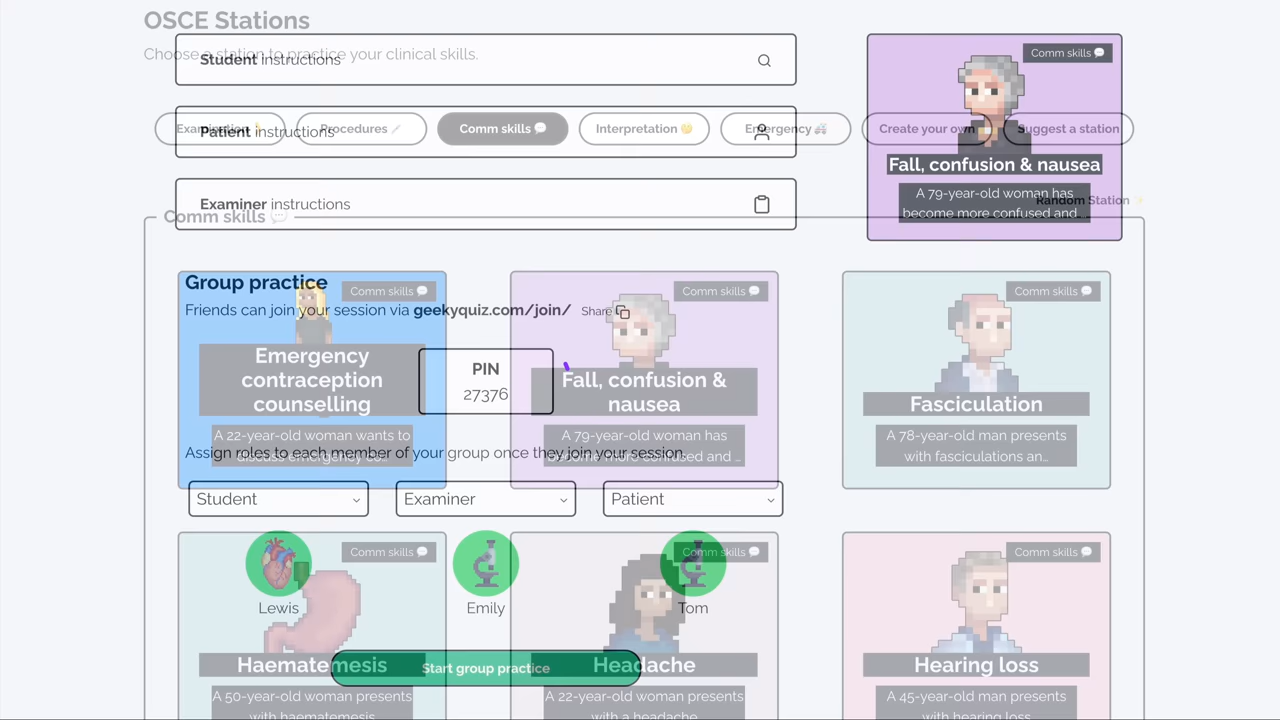 OSCE Stations
Choose a station to practice your clinical skills.
Student instructions
Patient instructions
Examiner instructions
Examination
Procedures
Comm skills
Interpretation
Emergency
Create your own
Suggest a station
Comm skills
Fall, confusion & nausea
A 79-year-old woman has
become more confused and ...
Random Station
Comm skills
Group practice
Friends can join your session via geekyquiz.com/join/ Share
PIN
27376
Assign roles to each member of your group once they join your session.
Student
Examiner
Patient
Lewis
Emily
Tom
Start group practice
Comm skills
Emergency
contraception
counselling
A 22-year-old woman wants to
discuss emergency co...
Comm skills
Fall, confusion &
nausea
A 79-year-old woman has
become more confused and ...
Comm skills
Fasciculation
A 78-year-old man presents
with fasciculations an...
Comm skills
Haematemesis
A 50-year-old woman presents
with haematemesis
Comm skills
Headache
A 22-year-old woman presents
with a headache
Comm skills
Hearing loss
A 45-year-old man presents
with hearing loss